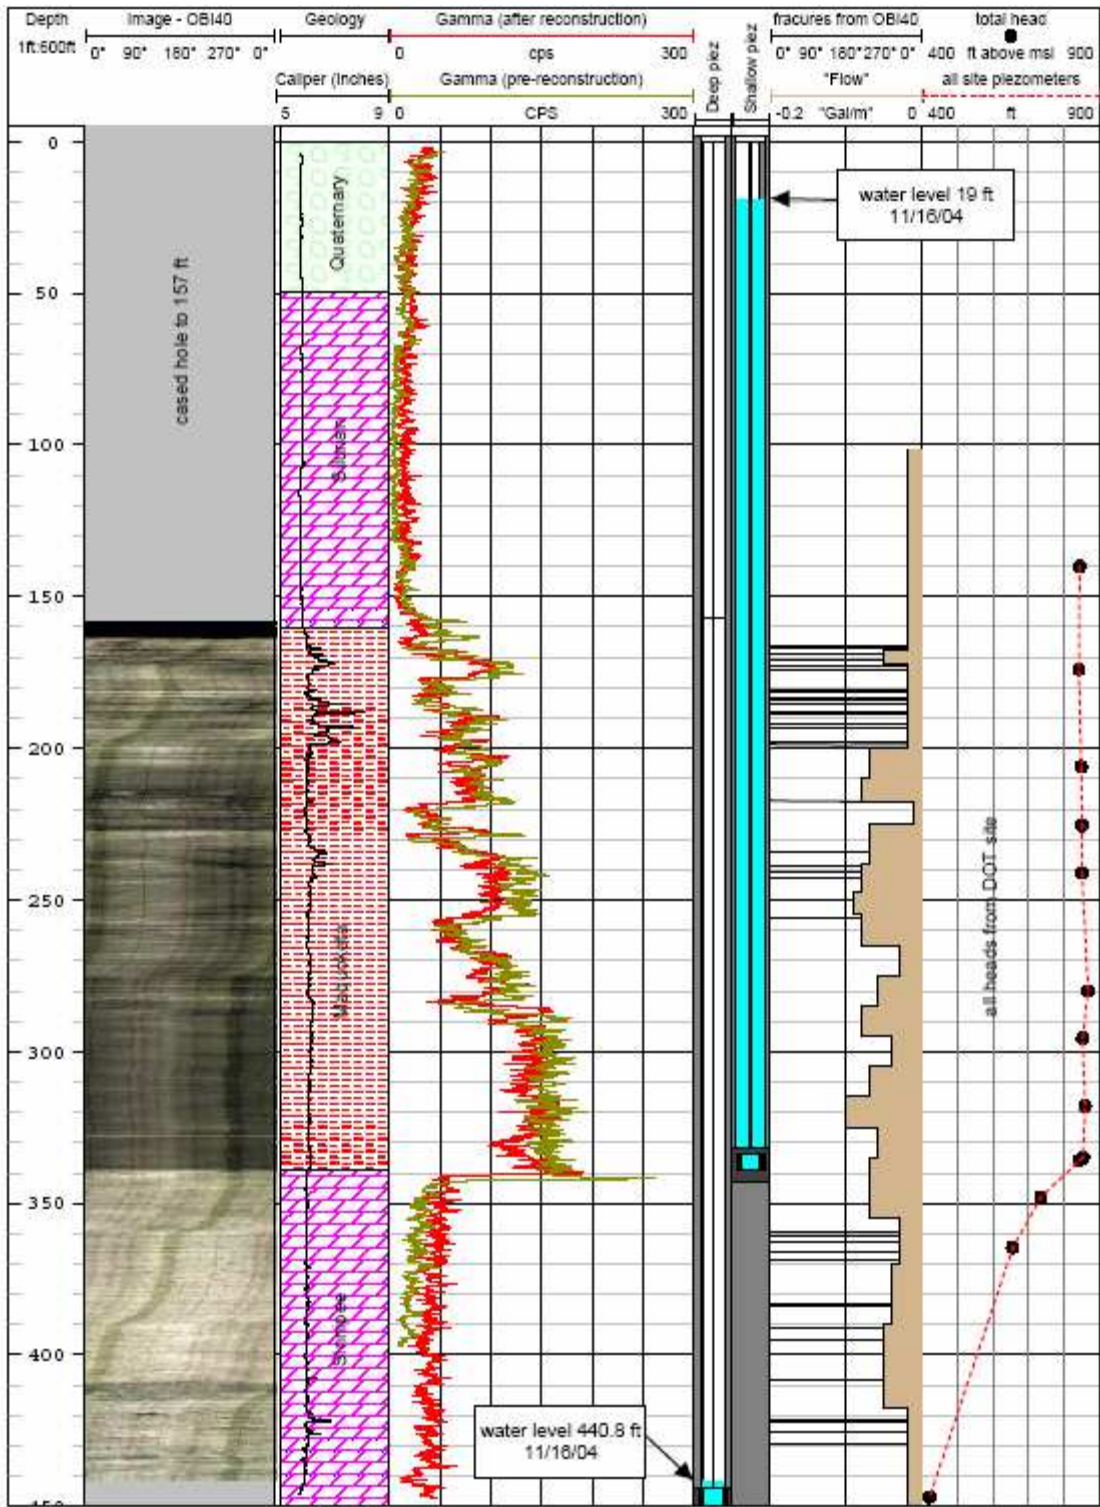 Depth
Image - OBI40
Geology
Gamma (after reconstruction)
fracures from OBI40
total head
1ft:600ft
0° 90° 180° 270° 0°
0 cps 300
Deep piez
Shallow piez
0° 90° 180° 270° 0°
400 ft above msl 900
Caliper (Inches)
Gamma (pre-reconstruction)
"Flow"
all site piezometers
5 9
0 CPS 300
-0.2 "Gal/m" 0
400 ft 900
0
50
100
150
200
250
300
350
400
450
cased hole to 157 ft
Quaternary
Silurian
Maquoketa
Sinnipee
water level 19 ft
11/16/04
all heads from DOT site
water level 440.8 ft
11/16/04